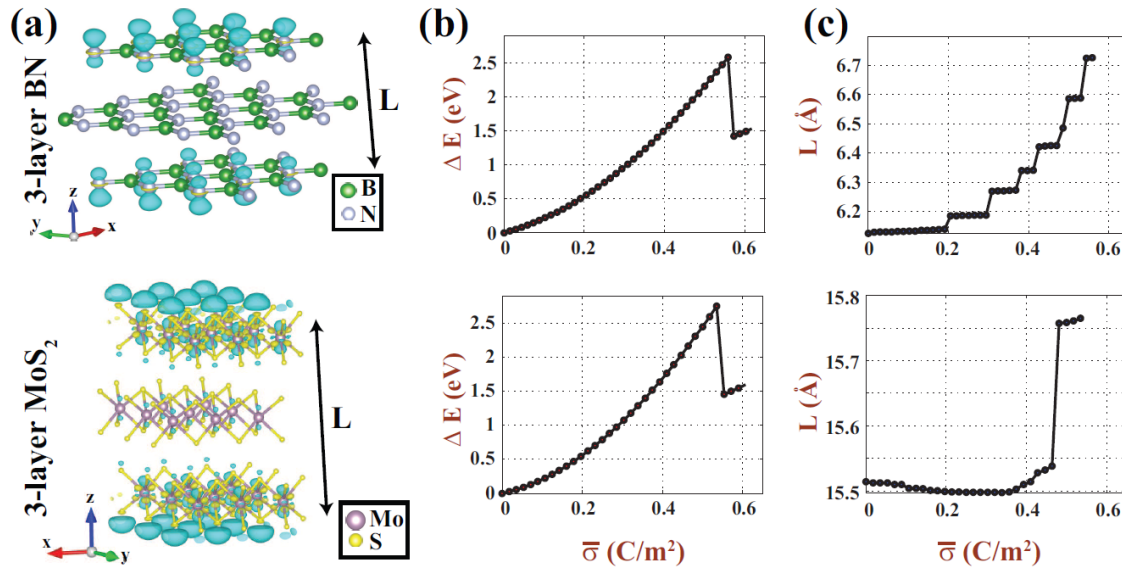 (a)
3-layer BN
L
B
N
z
y
x
(b)
Δ E (eV)
2.5
2
1.5
1
0.5
0
0
0.2
0.4
0.6
(c)
L (Å)
6.7
6.6
6.5
6.4
6.3
6.2
0
0.2
0.4
0.6
3-layer MoS₂
L
Mo
S
z
x
y
Δ E (eV)
2.5
2
1.5
1
0.5
0
0
0.2
0.4
0.6
σ̅ (C/m²)
L (Å)
15.8
15.7
15.6
15.5
0
0.2
0.4
0.6
σ̅ (C/m²)